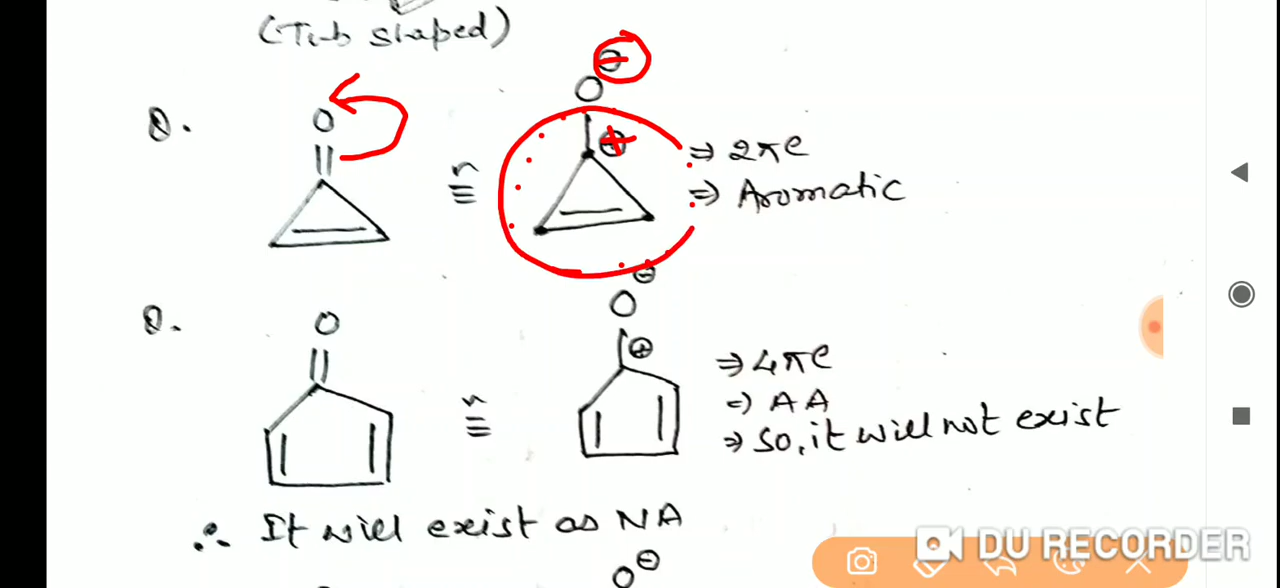 (Tub shaped)
Q.
O
≡
O⊖
⊕
⇒ 2πe
⇒ Aromatic
Q.
O
≡
O⊖
⊕
⇒ 4πe
⇒ AA
⇒ So, it will not exist
∴ It will exist as NA
O⊖
DU RECORDER